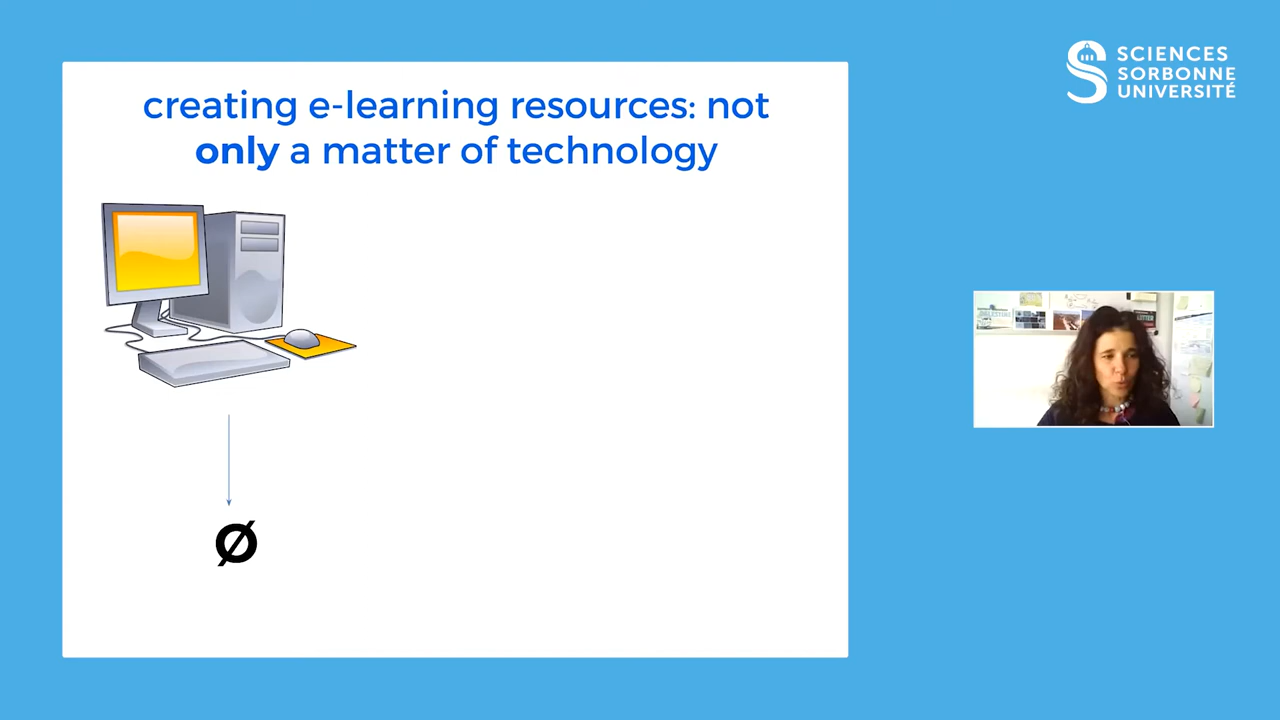 creating e-learning resources: not
only a matter of technology
Ø
SCIENCES
SORBONNE
UNIVERSITÉ